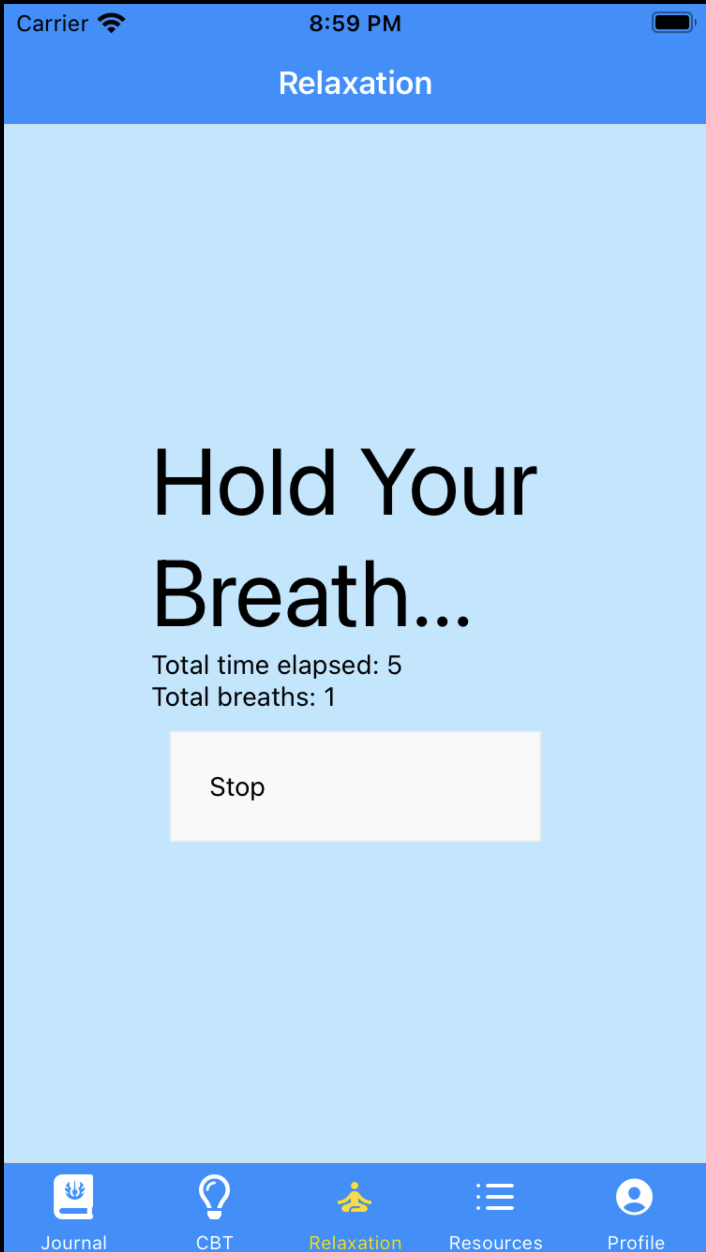 Carrier 8:59 PM
Relaxation
Hold Your
Breath...
Total time elapsed: 5
Total breaths: 1
Stop
Journal CBT Relaxation Resources Profile